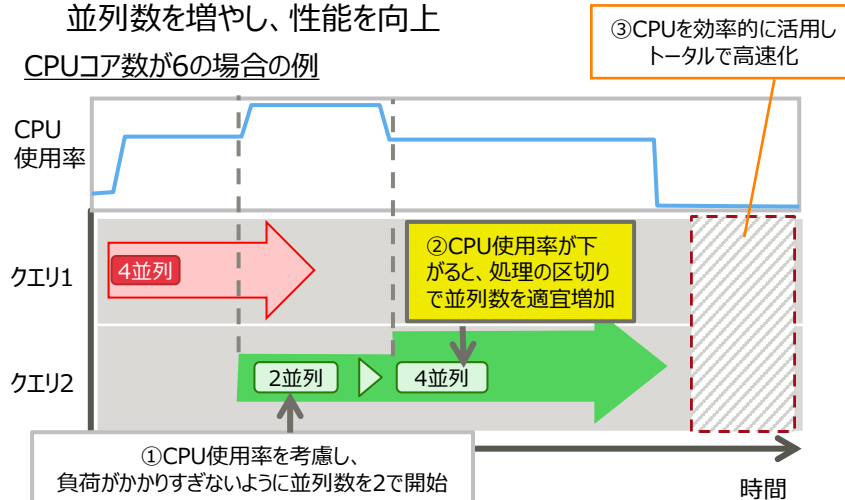 並列数を増やし、性能を向上
CPUコア数が6の場合の例
③CPUを効率的に活用し
トータルで高速化
CPU
使用率
クエリ1
4並列
②CPU使用率が下
がると、処理の区切り
で並列数を適宜増加
クエリ2
2並列
4並列
①CPU使用率を考慮し、
負荷がかかりすぎないように並列数を2で開始
時間